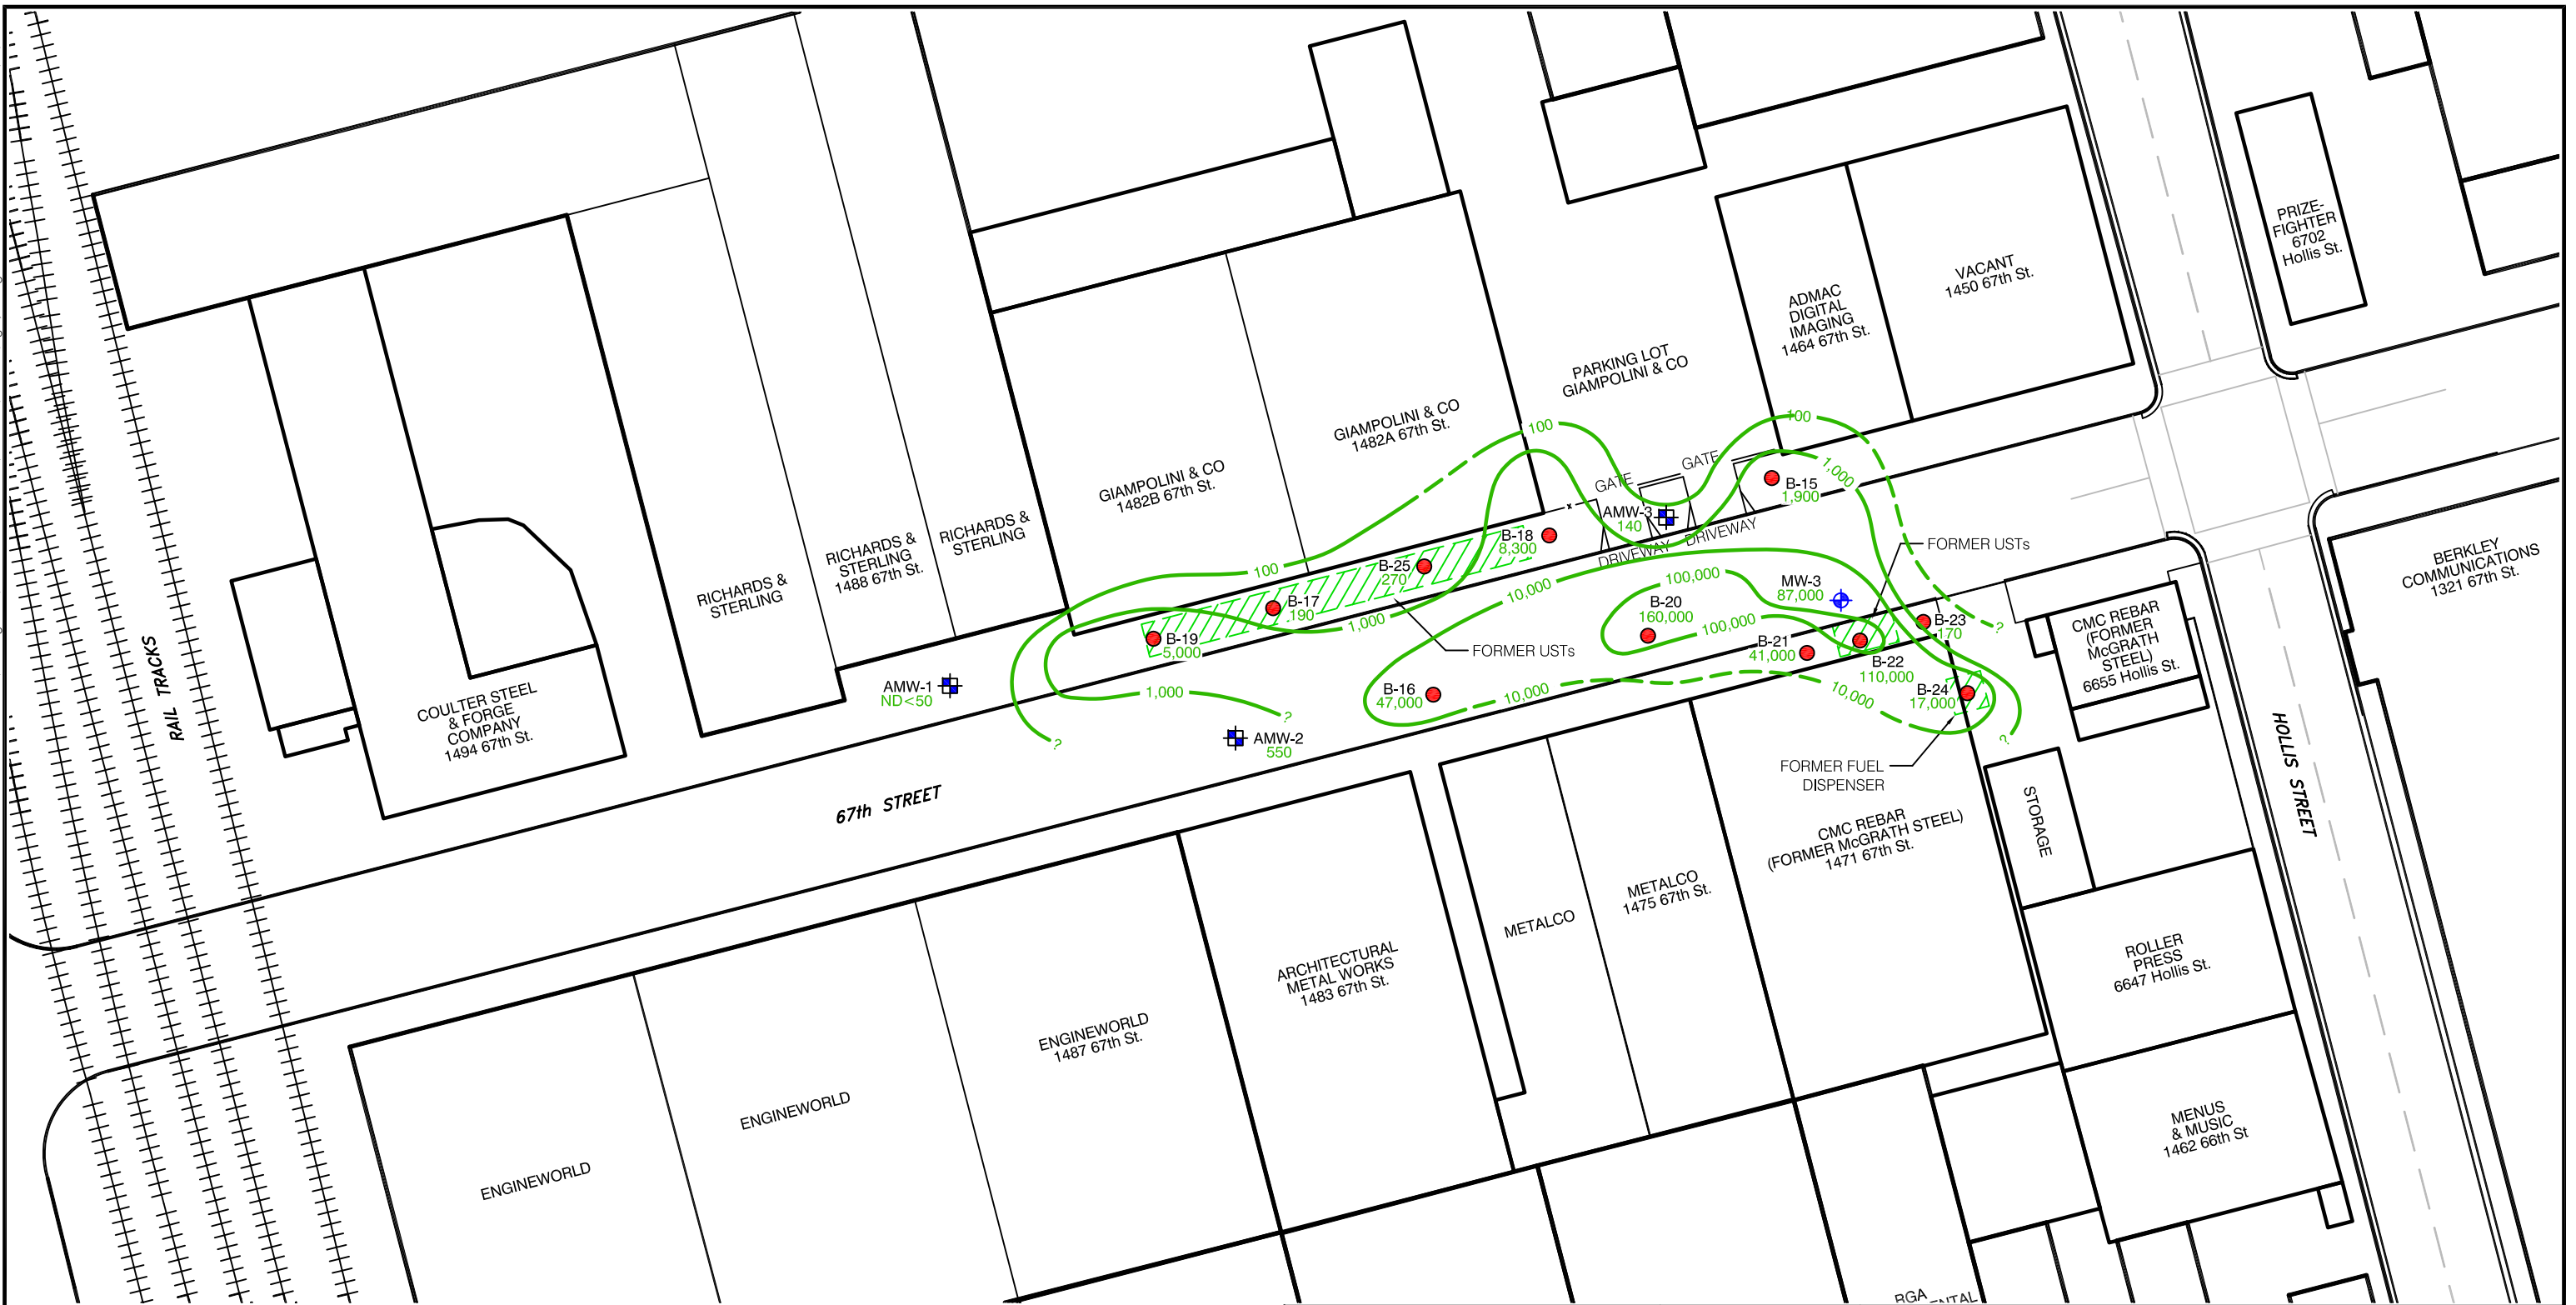 PRIZE-
FIGHTER
6702
Hollis St.
VACANT
1450 67th St.
ADMAC
DIGITAL
IMAGING
1464 67th St.
PARKING LOT
GIAMPOLINI & CO
GIAMPOLINI & CO
1482A 67th St.
GIAMPOLINI & CO
1482B 67th St.
RICHARDS &
STERLING
RICHARDS &
STERLING
1488 67th St.
RICHARDS &
STERLING
COULTER STEEL
& FORGE
COMPANY
1494 67th St.
RAIL TRACKS
100
100
100
1,000
GATE
GATE
B-15
1,900
AMW-3
140
DRIVEWAY
DRIVEWAY
B-18
8,300
B-25
270
B-17
190
B-19
5,000
FORMER USTs
1,000
1,000
?
?
AMW-1
ND<50
AMW-2
550
10,000
100,000
MW-3
87,000
FORMER USTs
B-20
160,000
100,000
B-21
41,000
B-22
110,000
B-23
170
?
B-24
17,000
?
B-16
47,000
10,000
10,000
FORMER FUEL
DISPENSER
BERKLEY
COMMUNICATIONS
1321 67th St.
CMC REBAR
(FORMER
McGRATH
STEEL)
6655 Hollis St.
HOLLIS STREET
67th STREET
STORAGE
CMC REBAR
(FORMER McGRATH STEEL)
1471 67th St.
METALCO
1475 67th St.
METALCO
ARCHITECTURAL
METAL WORKS
1483 67th St.
ENGINEWORLD
1487 67th St.
ENGINEWORLD
ENGINEWORLD
ROLLER
PRESS
6647 Hollis St.
MENUS
& MUSIC
1462 66th St
RGA